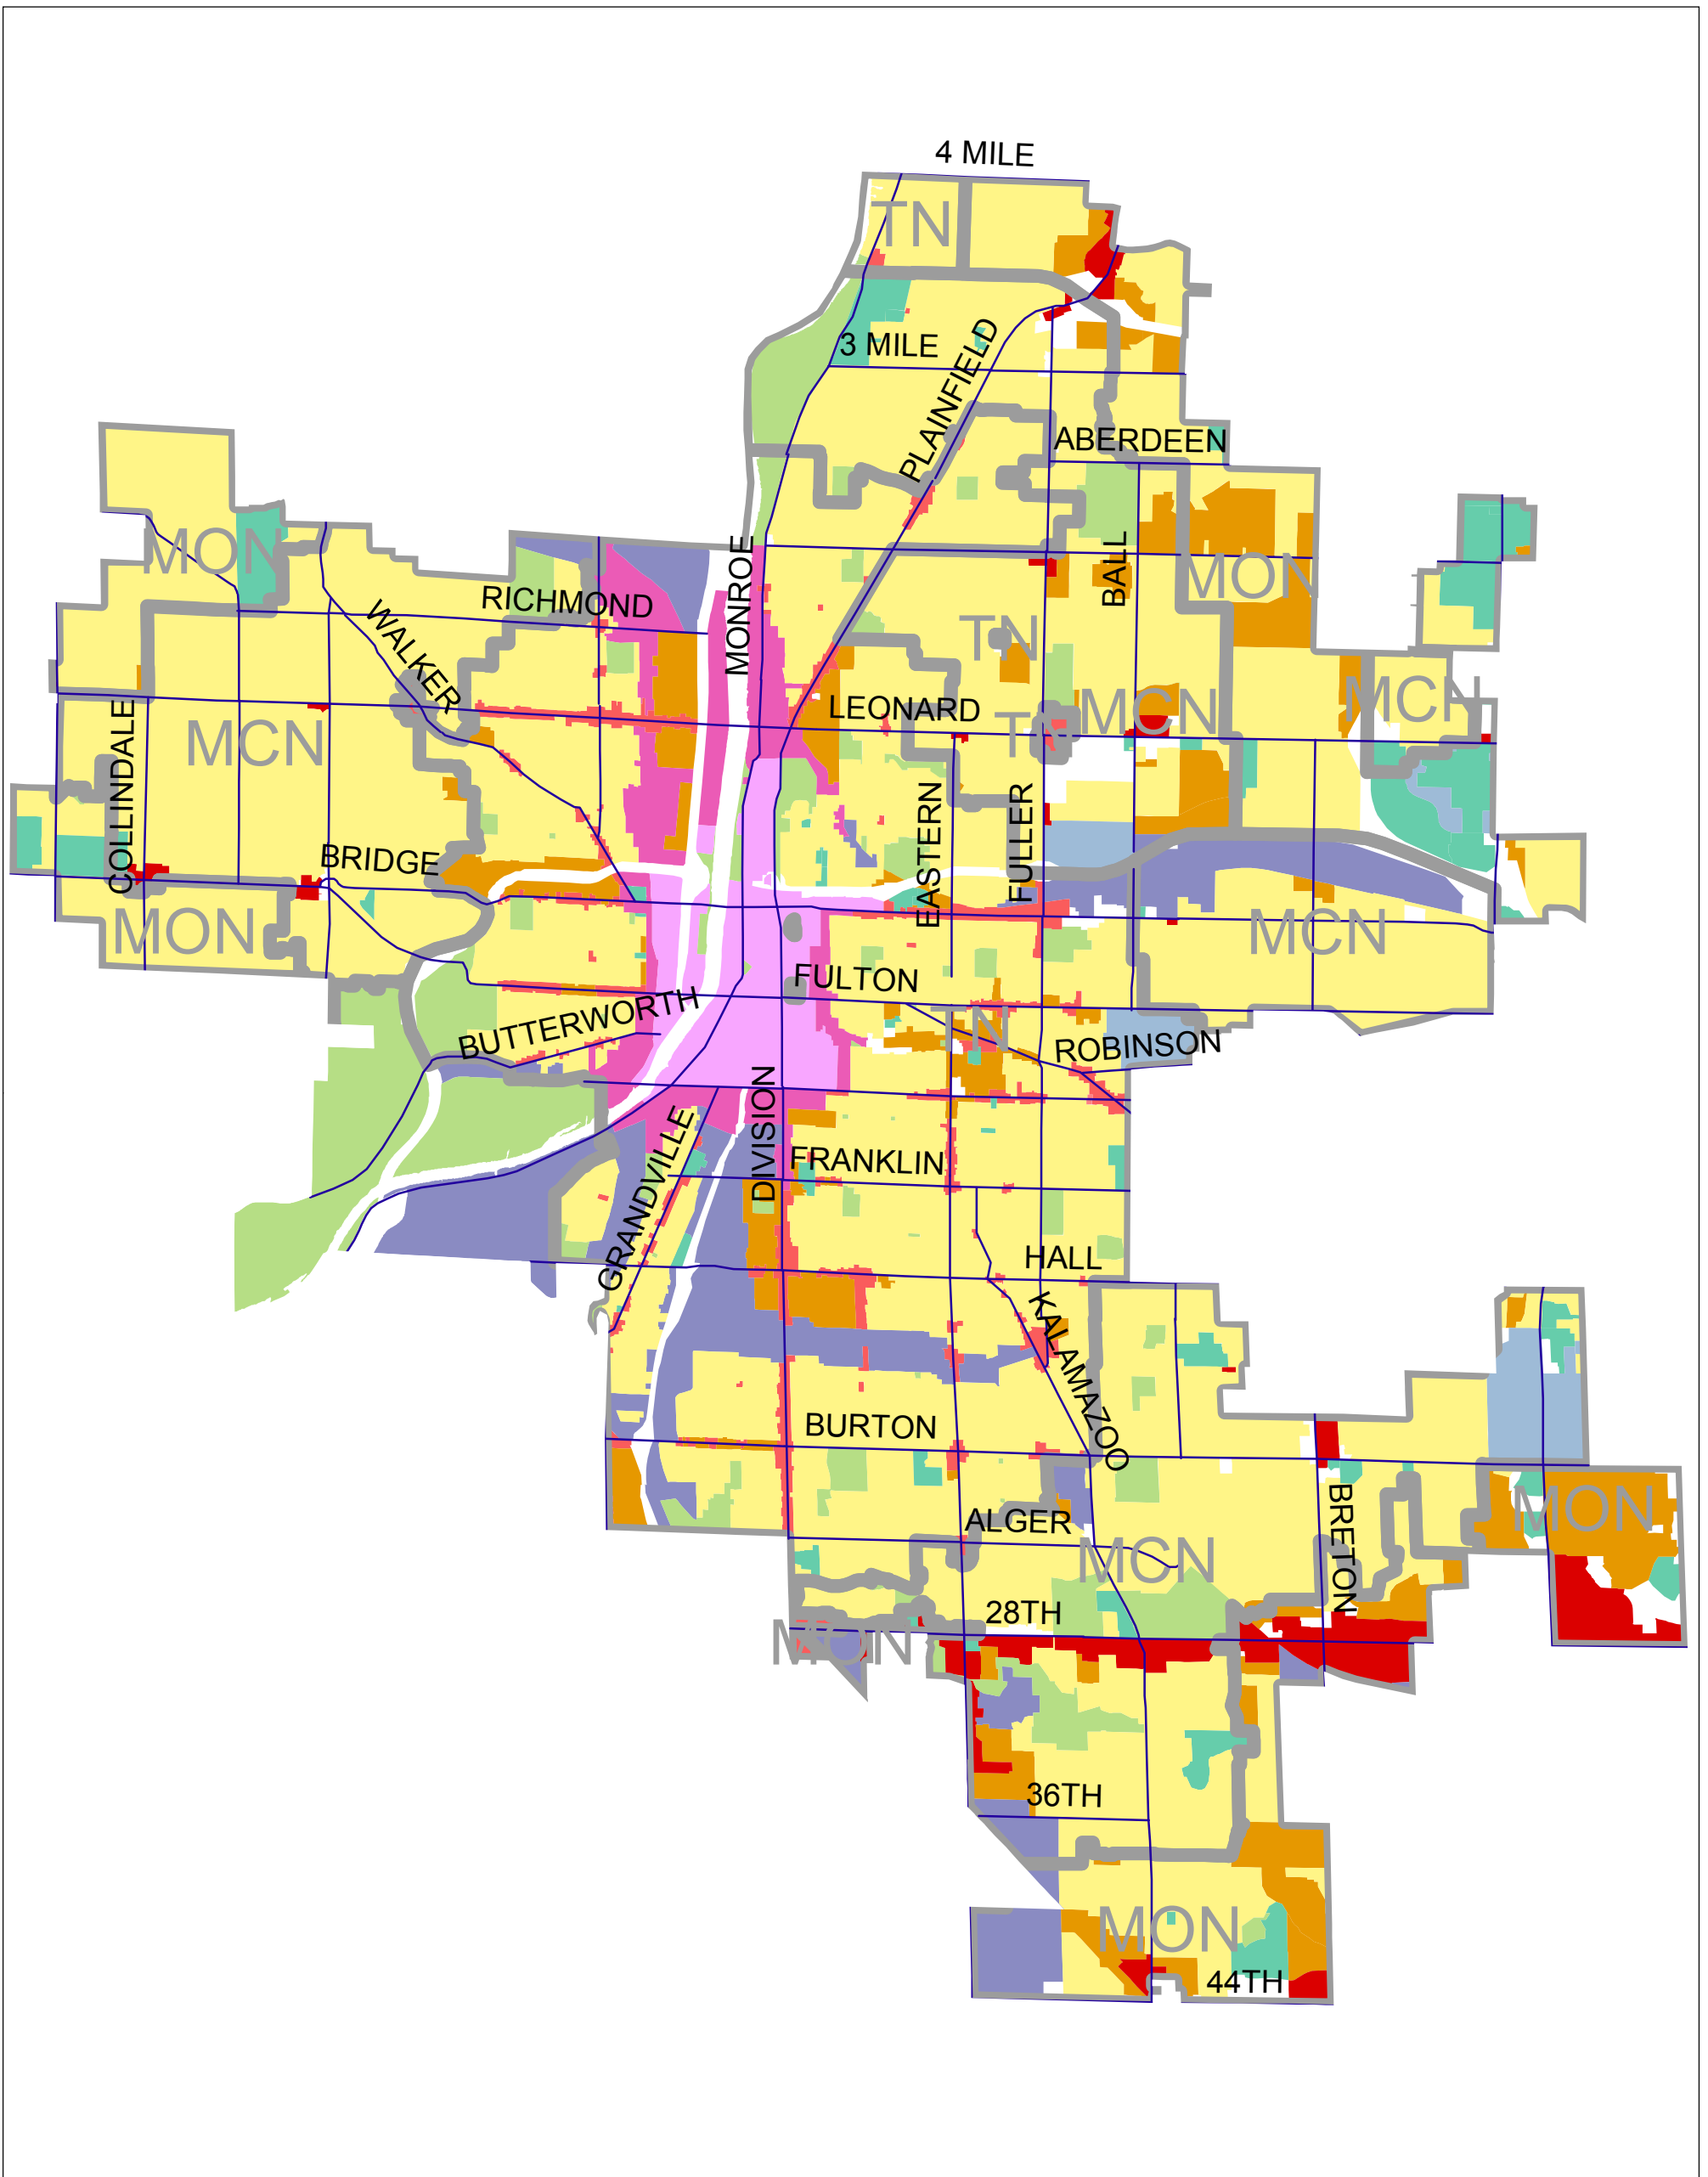 4 MILE
TN
3 MILE
PLAINFIELD
ABERDEEN
MON
MON
BALL
MONROE
RICHMOND
WALKER
TN
MCN
MCN
LEONARD
TN
MCN
COLLINDALE
EASTERN
FULLER
BRIDGE
MON
MCN
FULTON
BUTTERWORTH
TN
ROBINSON
DIVISION
GRANDVILLE
FRANKLIN
HALL
KALAMAZOO
BURTON
BRETON
MON
ALGER
MCN
28TH
MON
36TH
MON
44TH